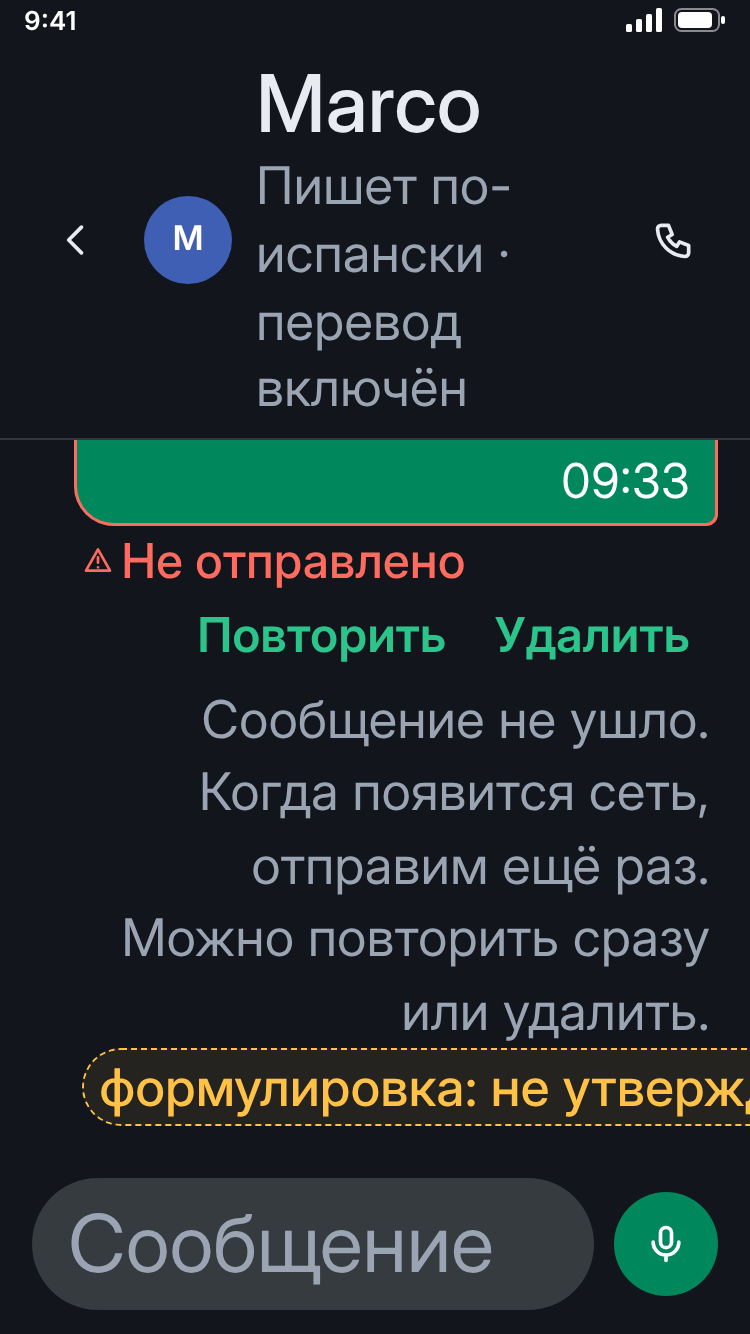 9:41
Marco
M
Пишет по-
испански ·
перевод
включён
09:33
Не отправлено
Повторить Удалить
Сообщение не ушло.
Когда появится сеть,
отправим ещё раз.
Можно повторить сразу
или удалить.
формулировка: не утверж
Сообщение